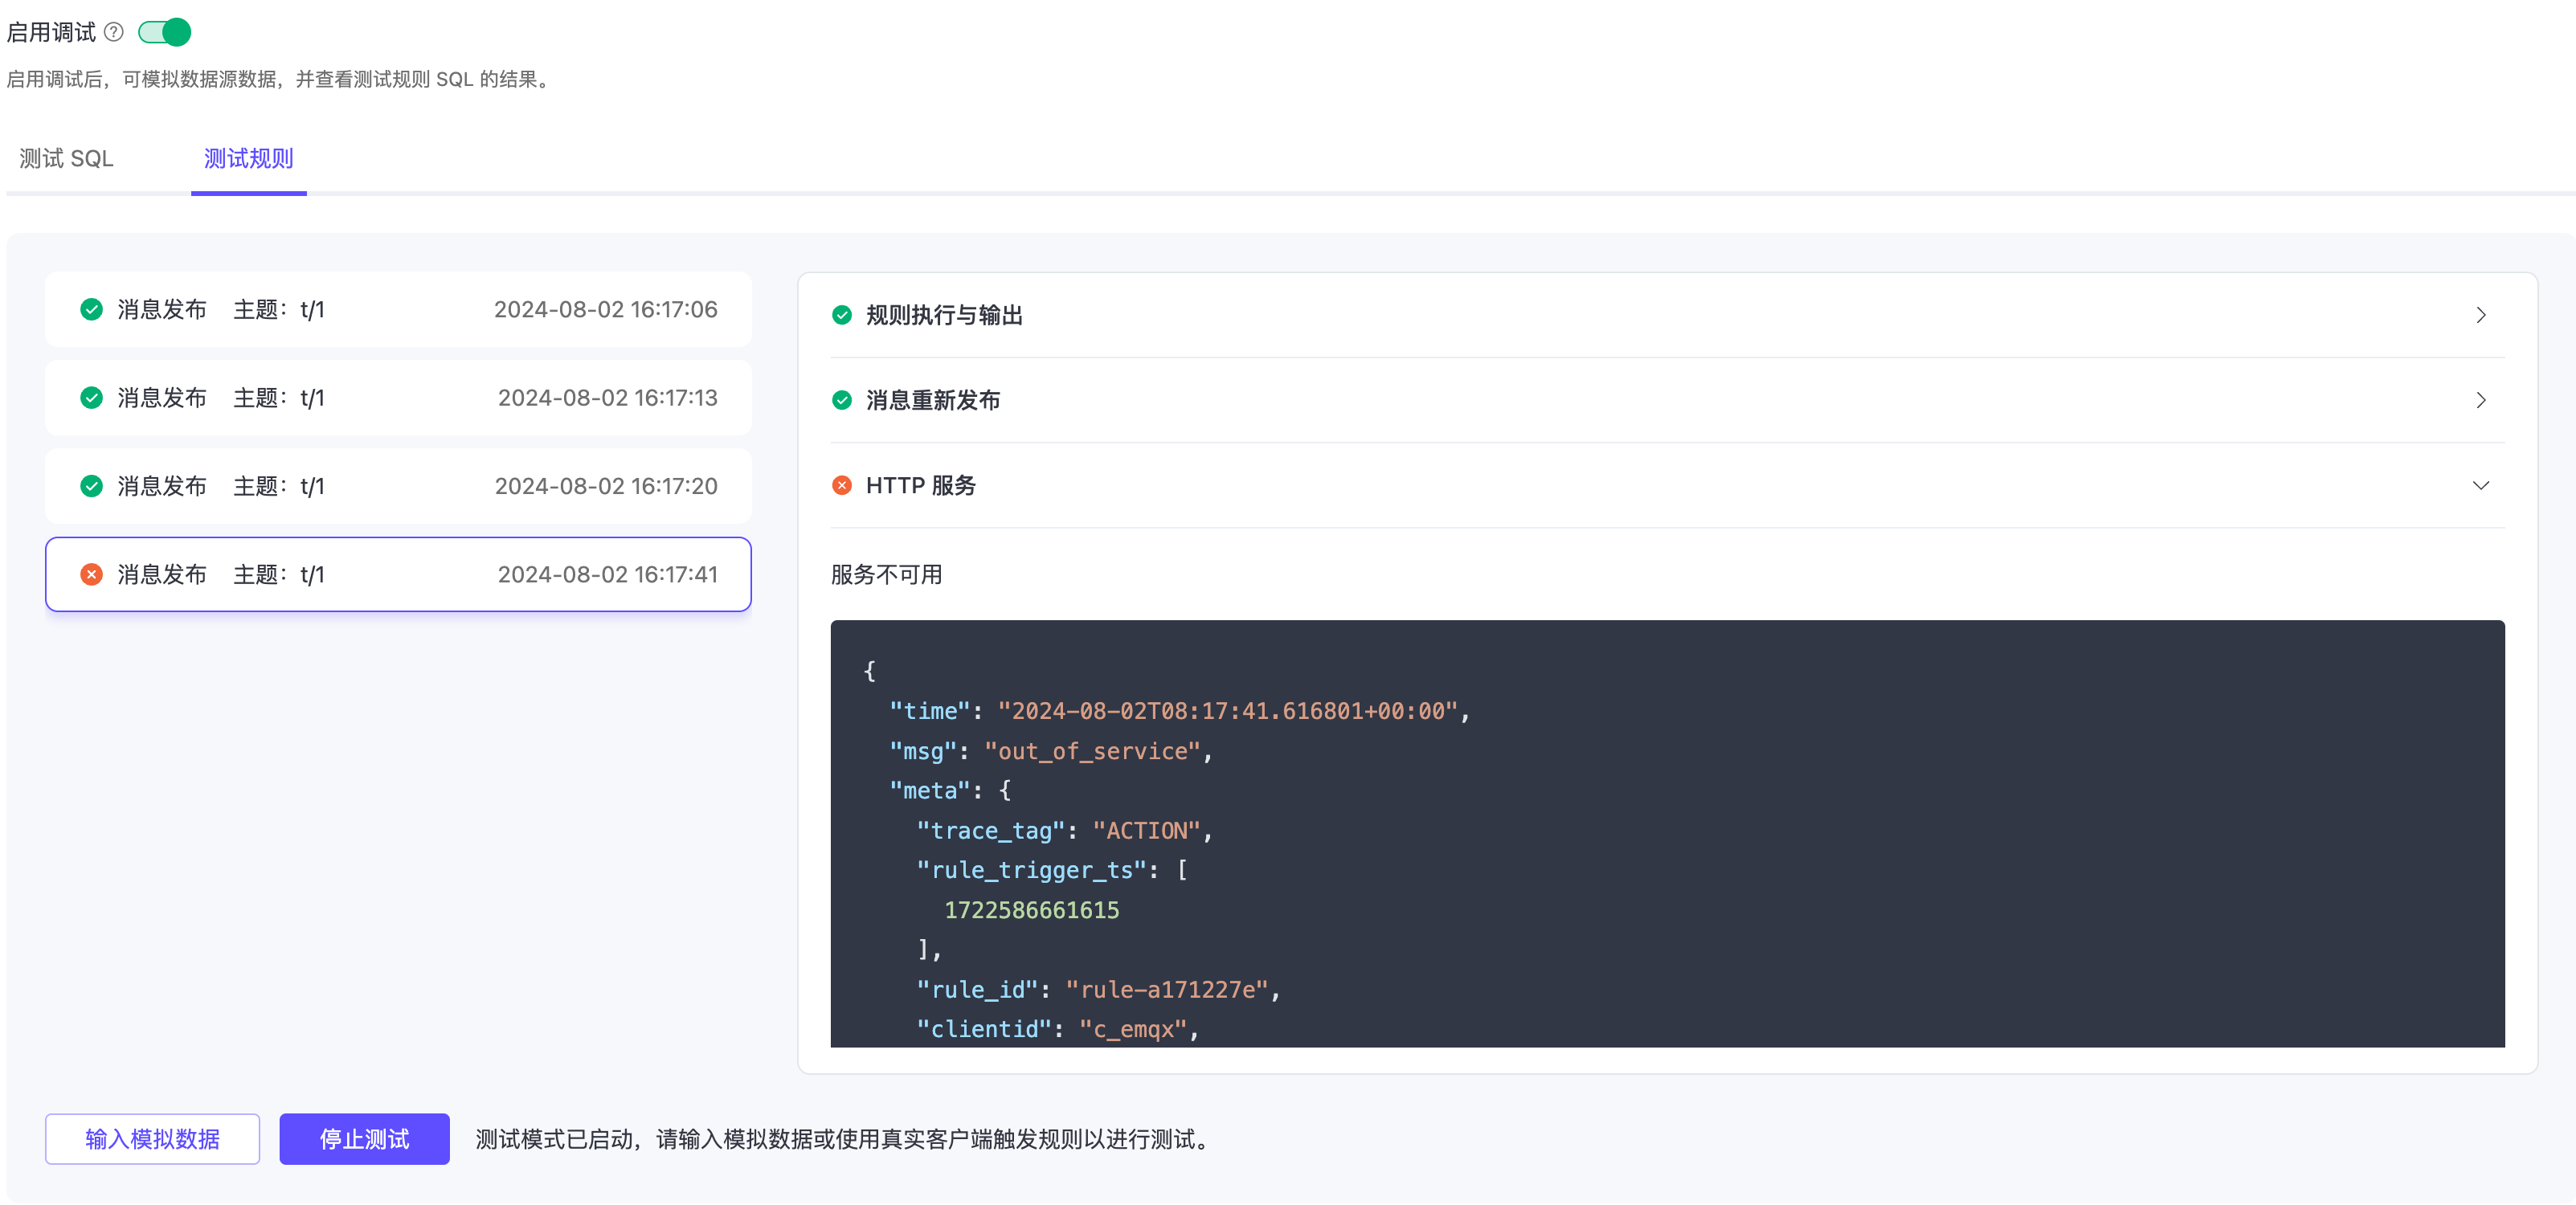 启用调试
启用调试后，可模拟数据源数据，并查看测试规则 SQL 的结果。
测试 SQL 测试规则
消息发布 主题：t/1 2024-08-02 16:17:06
消息发布 主题：t/1 2024-08-02 16:17:13
消息发布 主题：t/1 2024-08-02 16:17:20
消息发布 主题：t/1 2024-08-02 16:17:41
规则执行与输出
消息重新发布
HTTP 服务
服务不可用
{
"time": "2024-08-02T08:17:41.616801+00:00",
"msg": "out_of_service",
"meta": {
"trace_tag": "ACTION",
"rule_trigger_ts": [
1722586661615
],
"rule_id": "rule-a171227e",
"clientid": "c_emqx",
输入模拟数据 停止测试 测试模式已启动，请输入模拟数据或使用真实客户端触发规则以进行测试。